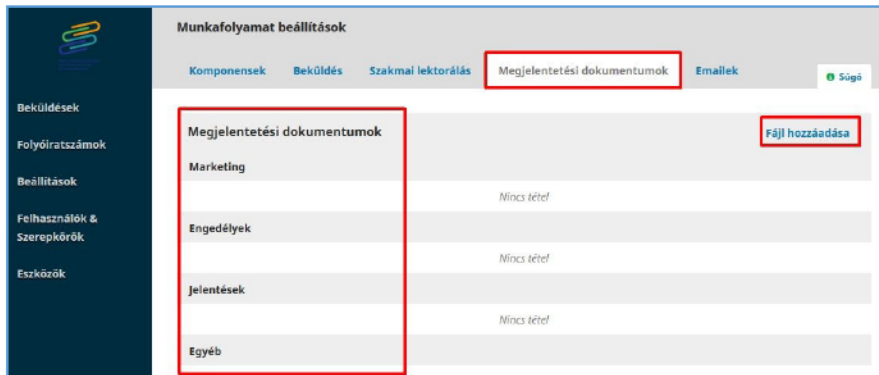 Munkafolyamat beállítások
Komponensek Beküldés Szakmai lektorálás Megjelentetési dokumentumok Emailek Súgó
Beküldések
Folyóiratszámok
Beállítások
Felhasználók &
Szerepkörök
Eszközök
Megjelentetési dokumentumok Fájl hozzáadása
Marketing
Nincs tétel
Engedélyek
Nincs tétel
Jelentések
Nincs tétel
Egyéb